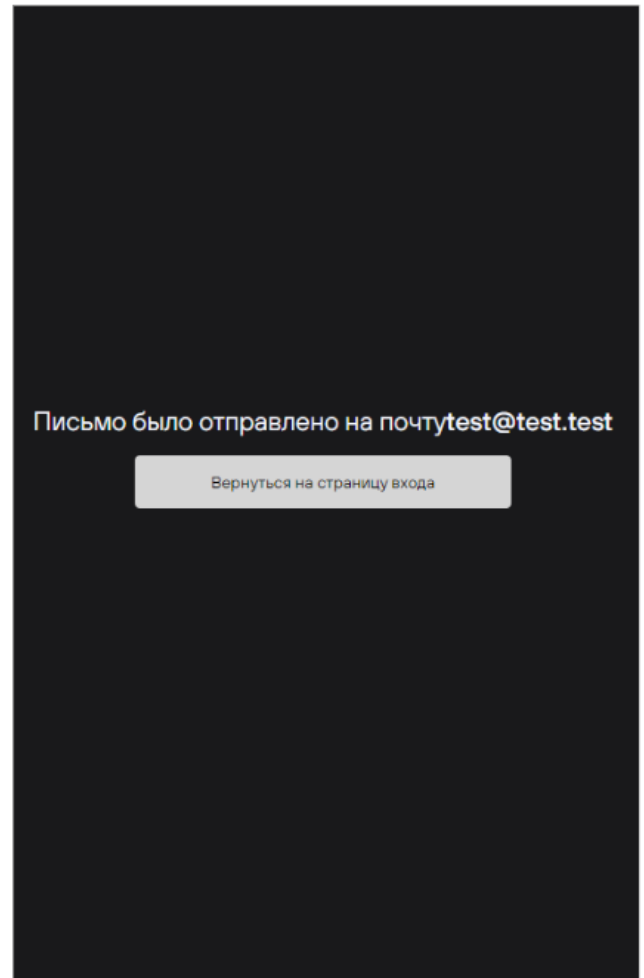 Письмо было отправлено на почтуtest@test.test
Вернуться на страницу входа